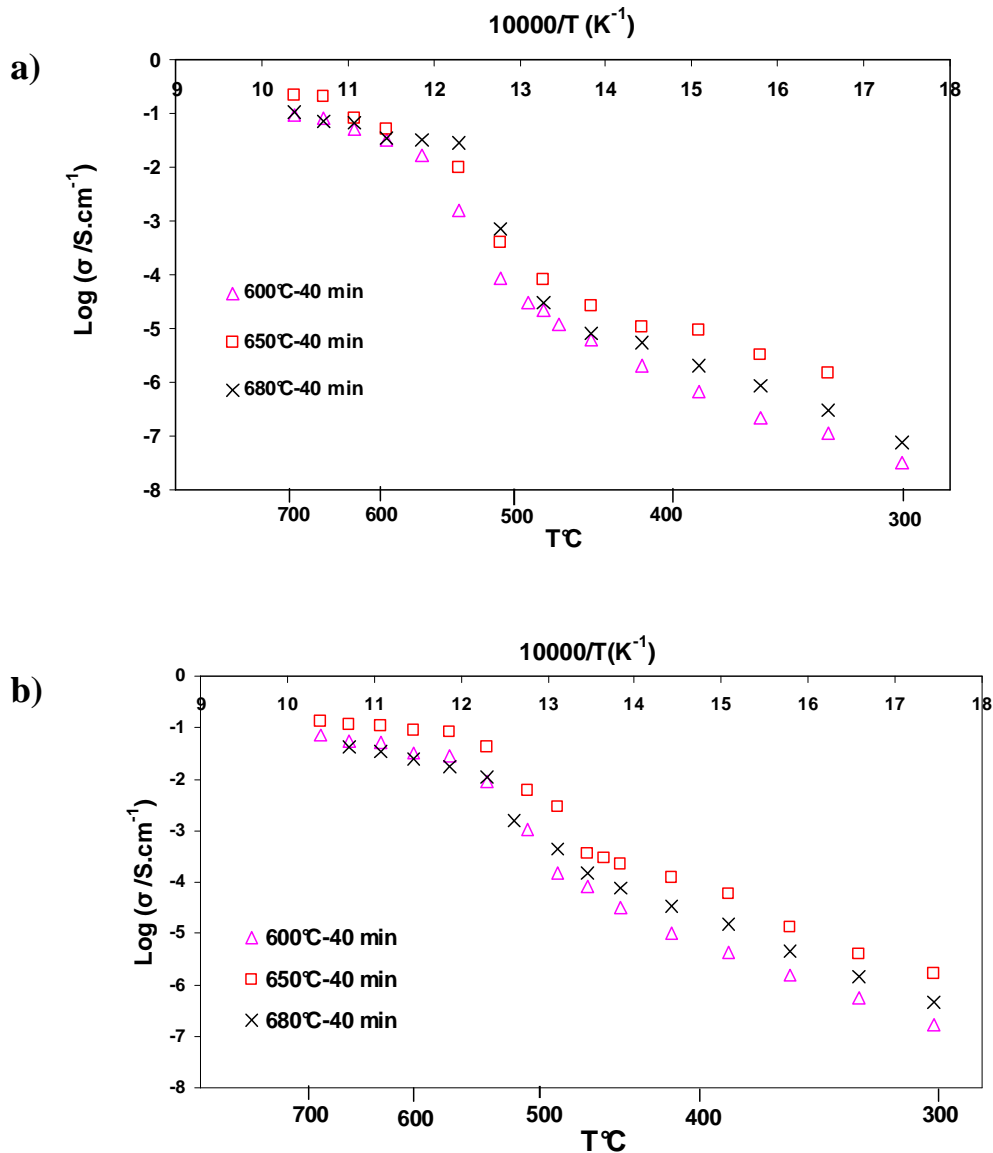 a)
10000/T (K⁻¹)
0
9 10 11 12 13 14 15 16 17 18
-1
-2
-3
-4
-5
-6
-7
-8
Log (σ /S.cm⁻¹)
600°C-40 min
650°C-40 min
680°C-40 min
700 600 500 400 300
T°C
b)
10000/T(K⁻¹)
0
9 10 11 12 13 14 15 16 17 18
-1
-2
-3
-4
-5
-6
-7
-8
Log (σ /S.cm⁻¹)
600°C-40 min
650°C-40 min
680°C-40 min
700 600 500 400 300
T°C